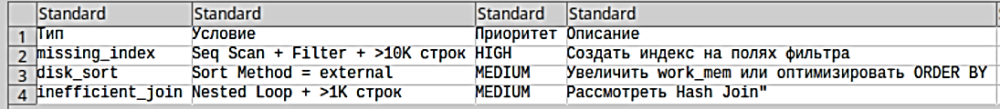 Standard Standard Standard Standard
1 Тип Условие Приоритет Описание
2 missing_index Seq Scan + Filter + >10K строк HIGH Создать индекс на полях фильтра
3 disk_sort Sort Method = external MEDIUM Увеличить work_mem или оптимизировать ORDER BY
4 inefficient_join Nested Loop + >1K строк MEDIUM Рассмотреть Hash Join"